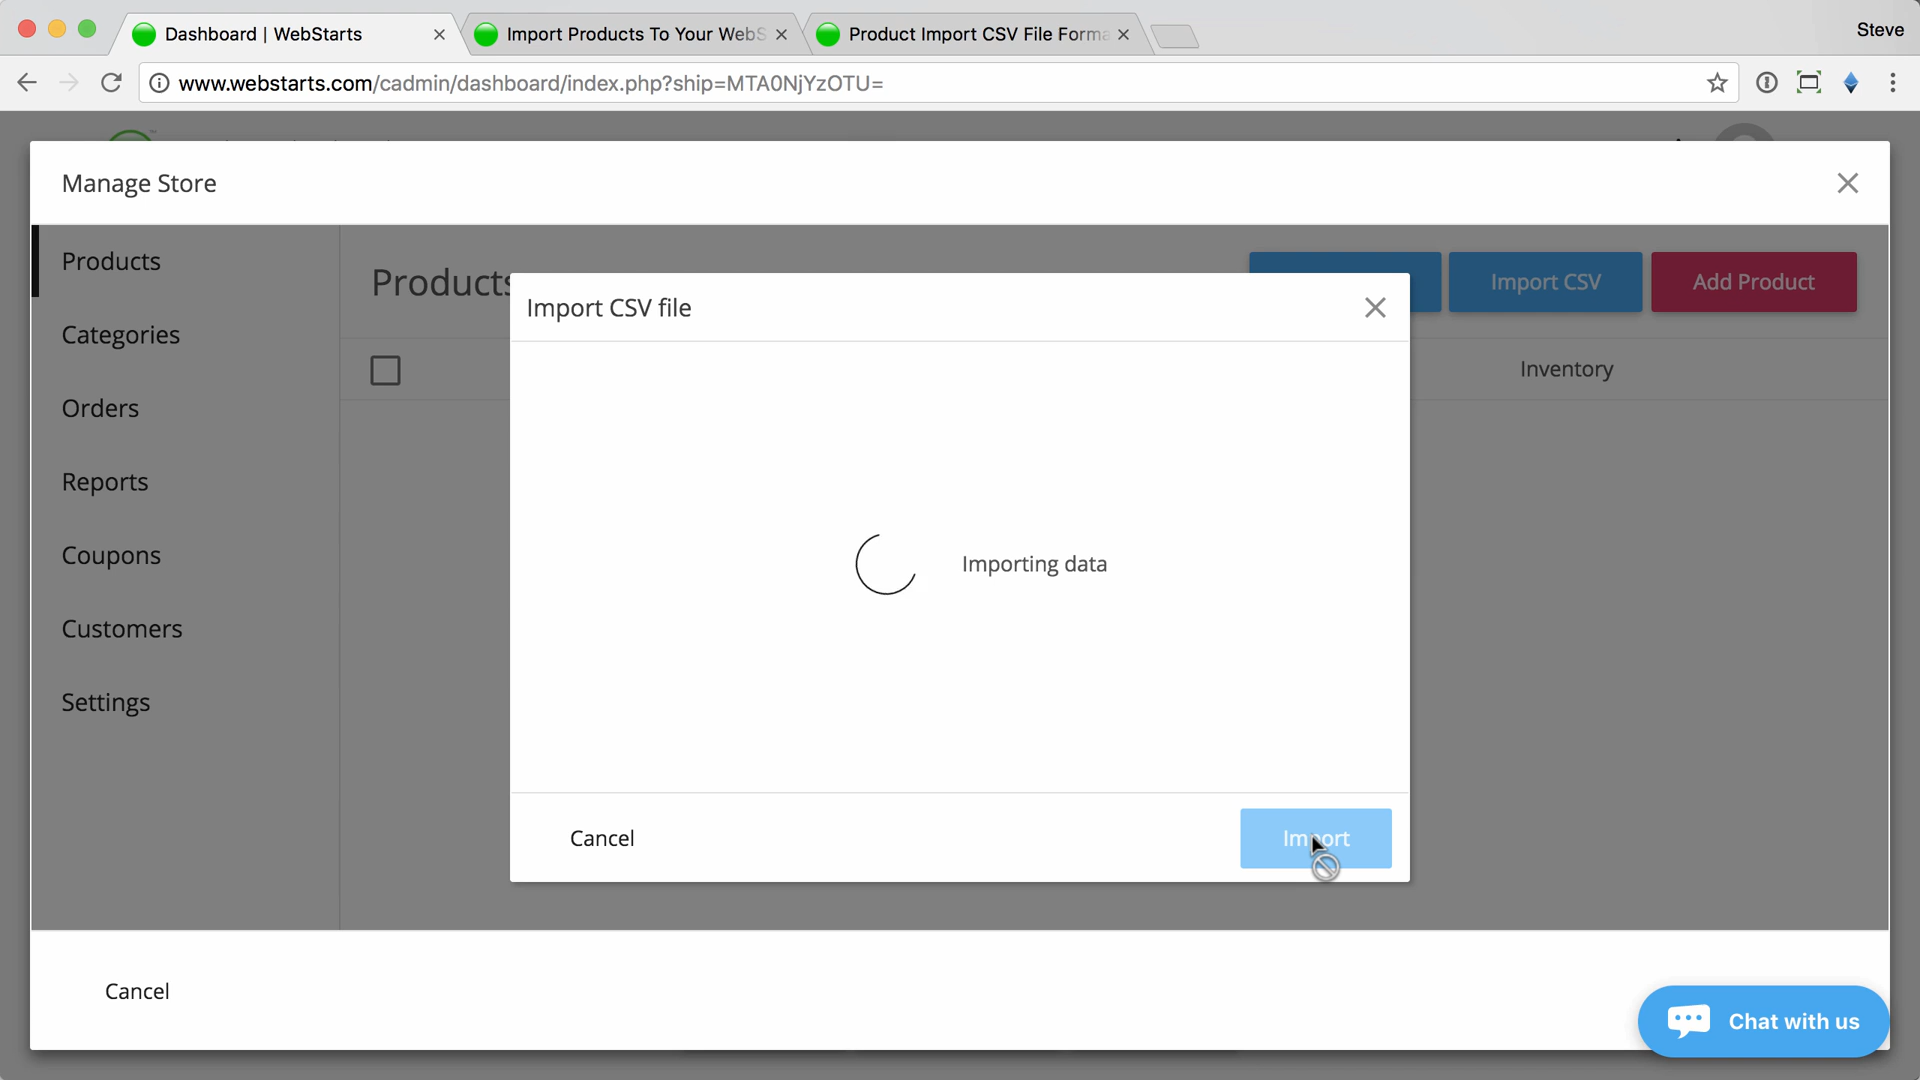 Dashboard | WebStarts
Import Products To Your WebS
Product Import CSV File Forma
Steve
www.webstarts.com/cadmin/dashboard/index.php?ship=MTA0NjYzOTU=
Manage Store
Products
Categories
Orders
Reports
Coupons
Customers
Settings
Products
Import CSV
Add Product
Inventory
Import CSV file
Importing data
Cancel
Import
Cancel
Chat with us